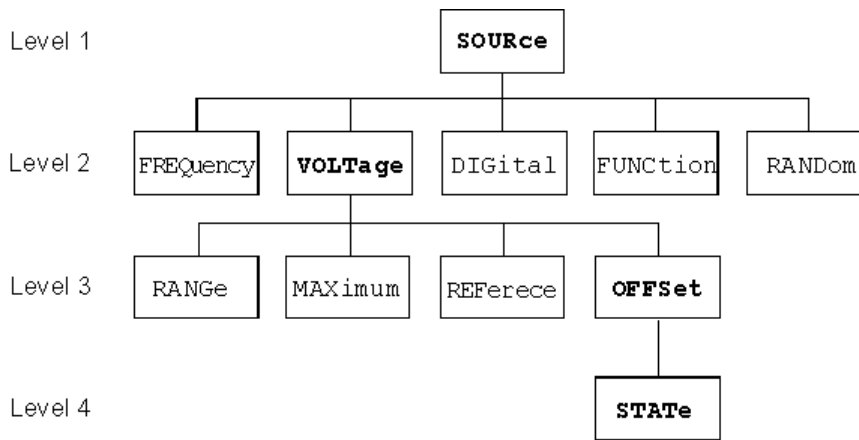 Level 1 SOURce
Level 2 FREQuency VOLTage DIGital FUNCtion RANDom
Level 3 RANGe MAXimum REFerece OFFSet
Level 4 STATe